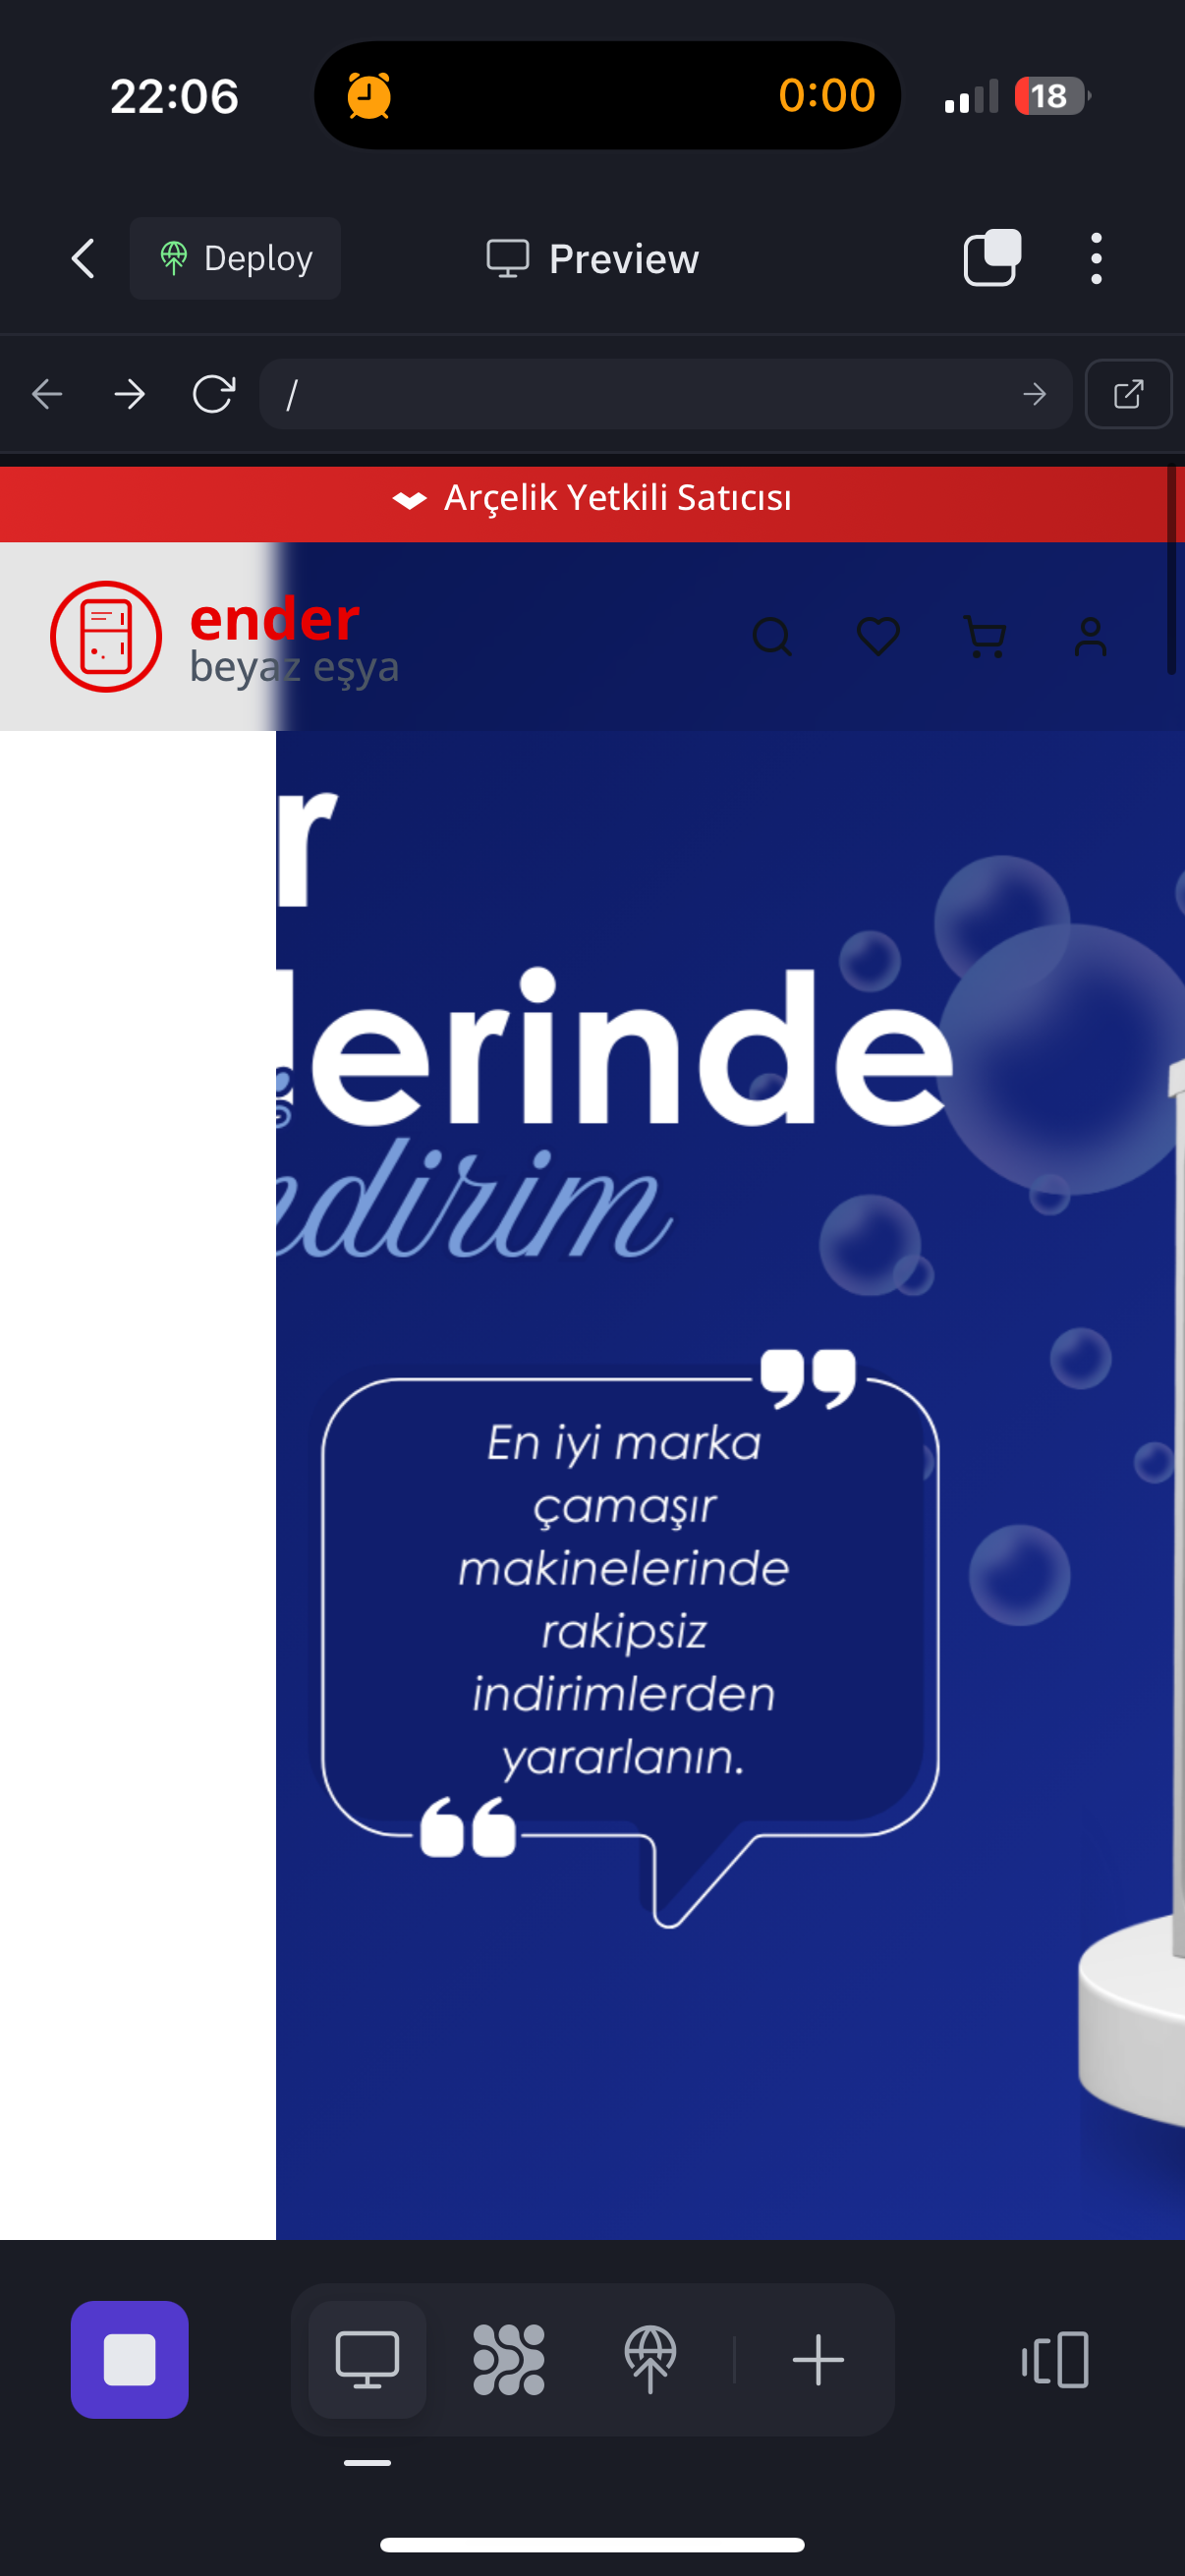 22:06
0:00
18
Deploy
Preview
/
Arçelik Yetkili Satıcısı
ender
beyaz eşya
r
lerinde
ndirim
En iyi marka
çamaşır
makinelerinde
rakipsiz
indirimlerden
yararlanın.